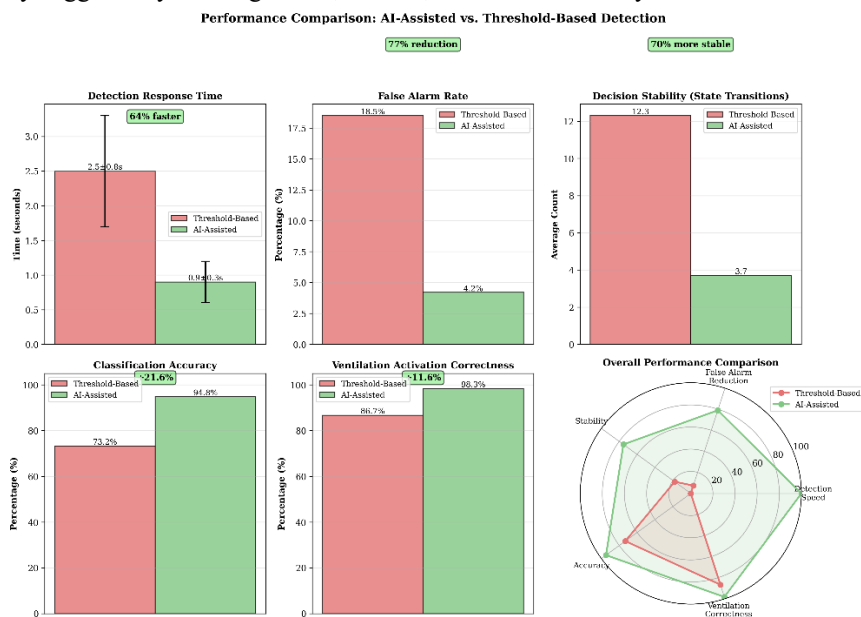 Performance Comparison: AI-Assisted vs. Threshold-Based Detection
77% reduction
70% more stable
Detection Response Time
64% faster
Time (seconds)
3.0
2.5
2.0
1.5
1.0
0.5
0.0
2.5±0.8s
0.9±0.3s
Threshold-Based
AI-Assisted
False Alarm Rate
Percentage (%)
17.5
15.0
12.5
10.0
7.5
5.0
2.5
0.0
18.5%
4.2%
Threshold-Based
AI-Assisted
Decision Stability (State Transitions)
Average Count
12
10
8
6
4
2
0
12.3
3.7
Threshold-Based
AI-Assisted
Classification Accuracy
+21.6%
Percentage (%)
100
80
60
40
20
0
73.2%
94.8%
Threshold-Based
AI-Assisted
Ventilation Activation Correctness
+11.6%
Percentage (%)
100
80
60
40
20
0
86.7%
98.3%
Threshold-Based
AI-Assisted
Overall Performance Comparison
False Alarm
Reduction
Stability
Accuracy
Ventilation
Correctness
Detection
Speed
20
40
60
80
100
Threshold-Based
AI-Assisted